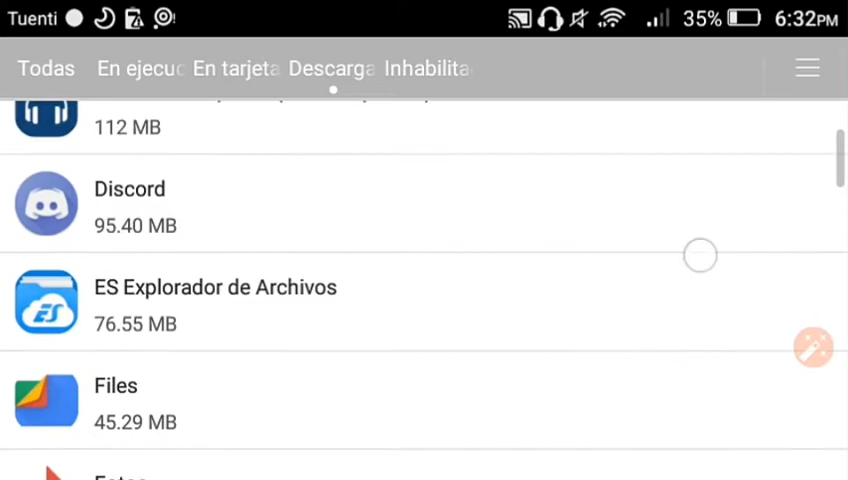 Tuenti 35% 6:32PM
Todas En ejecuc En tarjeta Descarga Inhabilita
112 MB
Discord
95.40 MB
ES Explorador de Archivos
76.55 MB
Files
45.29 MB